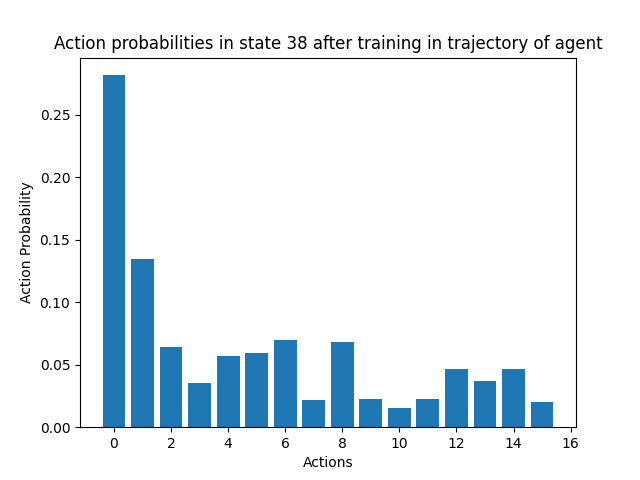 Action probabilities in state 38 after training in trajectory of agent
Action Probability
0.25
0.20
0.15
0.10
0.05
0.00
0 2 4 6 8 10 12 14 16
Actions